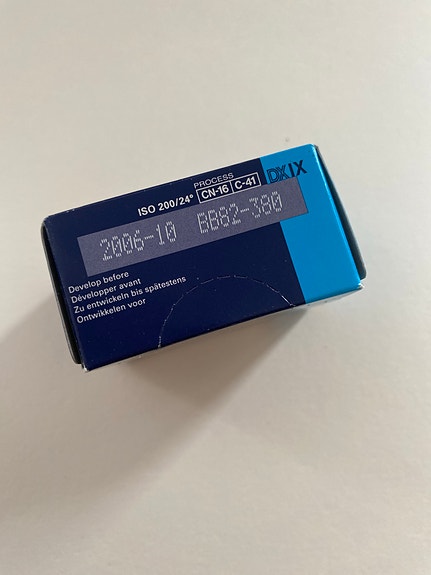 PROCESS
ISO 200/24° CN-16 C-41 DX IX
2006-10 BB82-380
Develop before
Développer avant
Zu entwickeln bis spätestens
Ontwikkelen voor